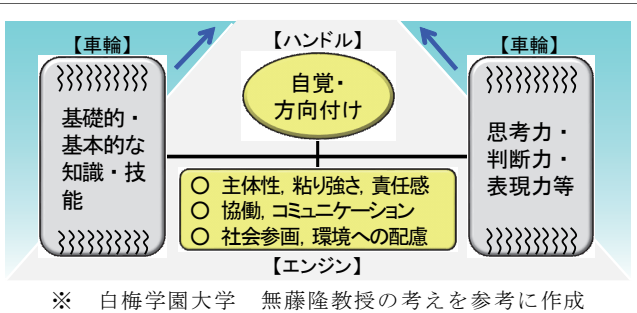 【車輪】
【ハンドル】
【車輪】
自覚・
方向付け
基礎的・
基本的な
知識・技
能
思考力・
判断力・
表現力等
○ 主体性, 粘り強さ, 責任感
○ 協働, コミュニケーション
○ 社会参画, 環境への配慮
【エンジン】
※ 白梅学園大学 無藤隆教授の考えを参考に作成